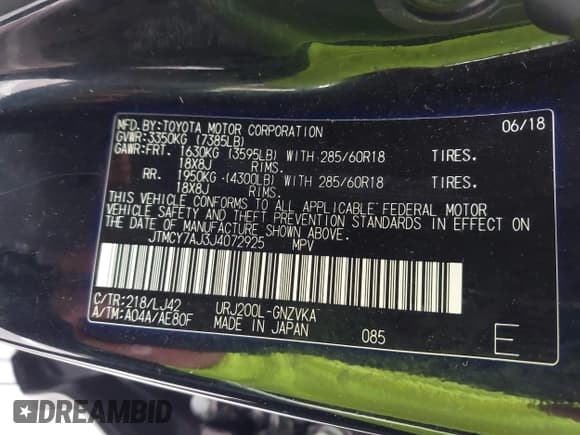 MFD.BY:TOYOTA MOTOR CORPORATION 06/18
GVWR:3350KG (7385LB)
GAWR:FRT. 1630KG (3595LB) WITH 285/60R18 TIRES.
18X8J RIMS.
RR. 1950KG (4300LB) WITH 285/60R18 TIRES.
18X8J RIMS.
THIS VEHICLE CONFORMS TO ALL APPLICABLE FEDERAL MOTOR
VEHICLE SAFETY AND THEFT PREVENTION STANDARDS IN EFFECT ON
THE DATE OF MANUFACTURE SHOWN ABOVE.
JTMCY7AJ3J4072925 MPV
C/TR:218/LJ42 URJ200L-GNZVKA
A/TM:A04A/AE80F MADE IN JAPAN 085 E
DREAMBID